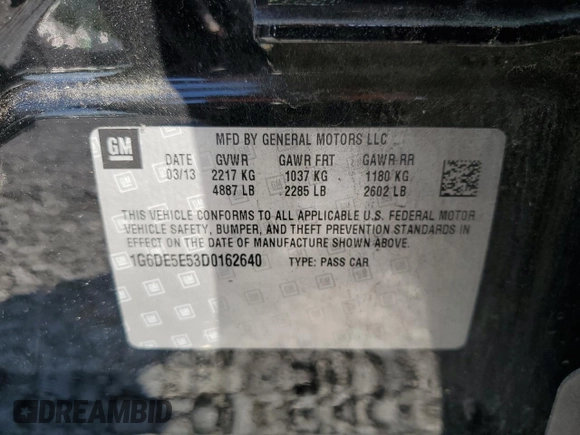 GM
MFD BY GENERAL MOTORS LLC
DATE GVWR GAWR FRT GAWR RR
03/13 2217 KG 1037 KG 1180 KG
4887 LB 2285 LB 2602 LB
THIS VEHICLE CONFORMS TO ALL APPLICABLE U.S. FEDERAL MOTOR
VEHICLE SAFETY, BUMPER, AND THEFT PREVENTION STANDARDS IN
EFFECT ON THE DATE OF MANUFACTURE SHOWN ABOVE.
1G6DE5E53D0162640 TYPE: PASS CAR
DREAMBID